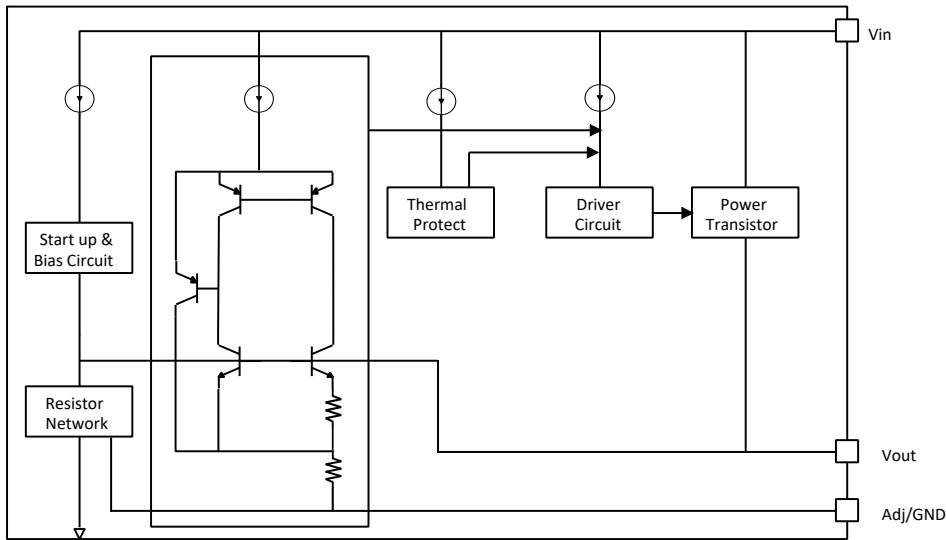 Vin
Thermal
Protect
Driver
Circuit
Power
Transistor
Start up &
Bias Circuit
Resistor
Network
Vout
Adj/GND